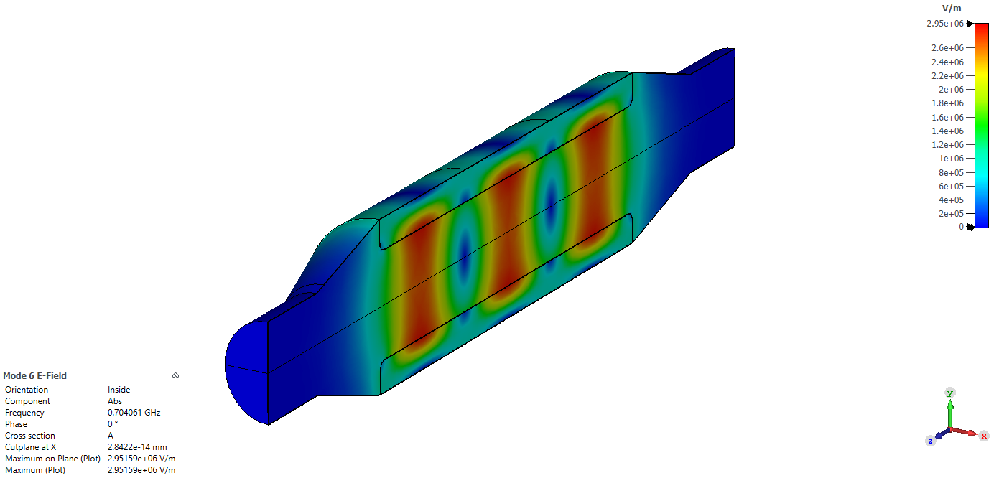 V/m
2.95e+06
2.6e+06
2.4e+06
2.2e+06
2e+06
1.8e+06
1.6e+06
1.4e+06
1.2e+06
1e+06
8e+05
6e+05
4e+05
2e+05
0
Mode 6 E-Field
Orientation Inside
Component Abs
Frequency 0.704061 GHz
Phase 0 °
Cross section A
Cutplane at X 2.8422e-14 mm
Maximum on Plane (Plot) 2.95159e+06 V/m
Maximum (Plot) 2.95159e+06 V/m
y
z x